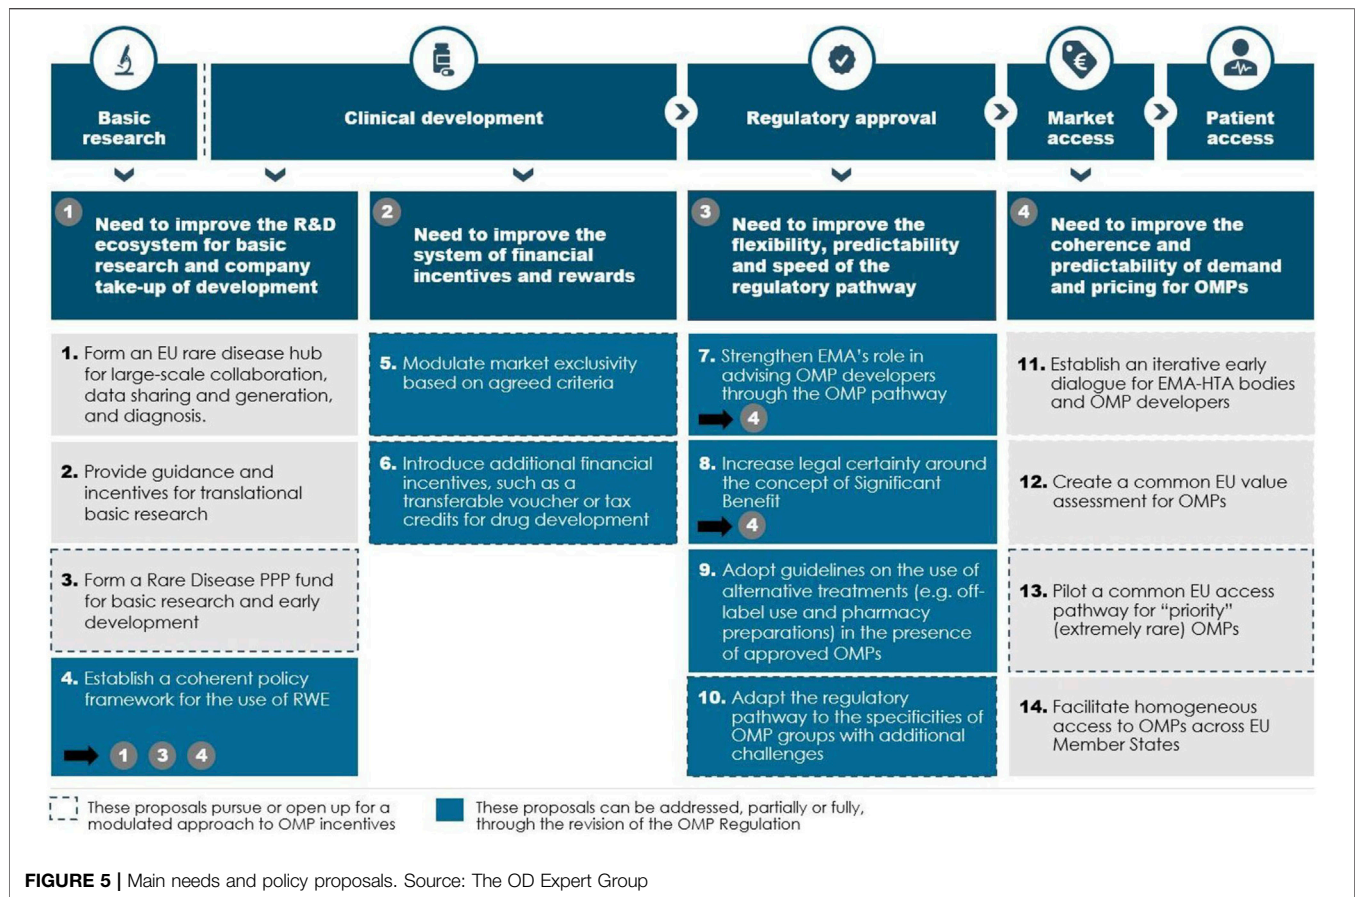 Basic
research
Clinical development
Regulatory approval
Market
access
Patient
access
1
Need to improve the R&D
ecosystem for basic
research and company
take-up of development
2
Need to improve the
system of financial
incentives and rewards
3
Need to improve the
flexibility, predictability
and speed of the
regulatory pathway
4
Need to improve the
coherence and
predictability of demand
and pricing for OMPs
1. Form an EU rare disease hub
for large-scale collaboration,
data sharing and generation,
and diagnosis.
2. Provide guidance and
incentives for translational
basic research
3. Form a Rare Disease PPP fund
for basic research and early
development
4. Establish a coherent policy
framework for the use of RWE
1 3 4
5. Modulate market exclusivity
based on agreed criteria
6. Introduce additional financial
incentives, such as a
transferable voucher or tax
credits for drug development
7. Strengthen EMA's role in
advising OMP developers
through the OMP pathway
4
8. Increase legal certainty around
the concept of Significant
Benefit
4
9. Adopt guidelines on the use of
alternative treatments (e.g. off-
label use and pharmacy
preparations) in the presence
of approved OMPs
10. Adapt the regulatory
pathway to the specificities of
OMP groups with additional
challenges
11. Establish an iterative early
dialogue for EMA-HTA bodies
and OMP developers
12. Create a common EU value
assessment for OMPs
13. Pilot a common EU access
pathway for "priority"
(extremely rare) OMPs
14. Facilitate homogeneous
access to OMPs across EU
Member States
These proposals pursue or open up for a
modulated approach to OMP incentives
These proposals can be addressed, partially or fully,
through the revision of the OMP Regulation
FIGURE 5 | Main needs and policy proposals. Source: The OD Expert Group